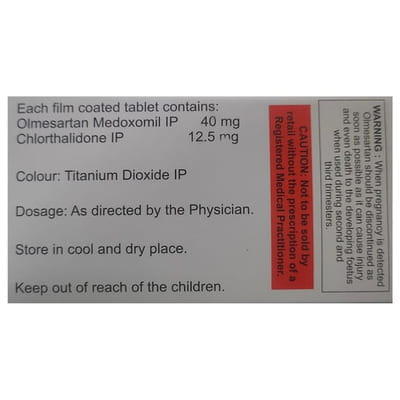 Each film coated tablet contains:
Olmesartan Medoxomil IP 40 mg
Chlorthalidone IP 12.5 mg
Colour: Titanium Dioxide IP
Dosage: As directed by the Physician.
Store in cool and dry place.
Keep out of reach of the children.
CAUTION: Not to be sold by
retail without the prescription of a
Registered Medical Practitioner.
WARNING : When pregnancy is detected
Olmesartan should be discontinued as
soon as possible as it can cause injury
and even death to the developing foetus
when used during second and
third trimesters.